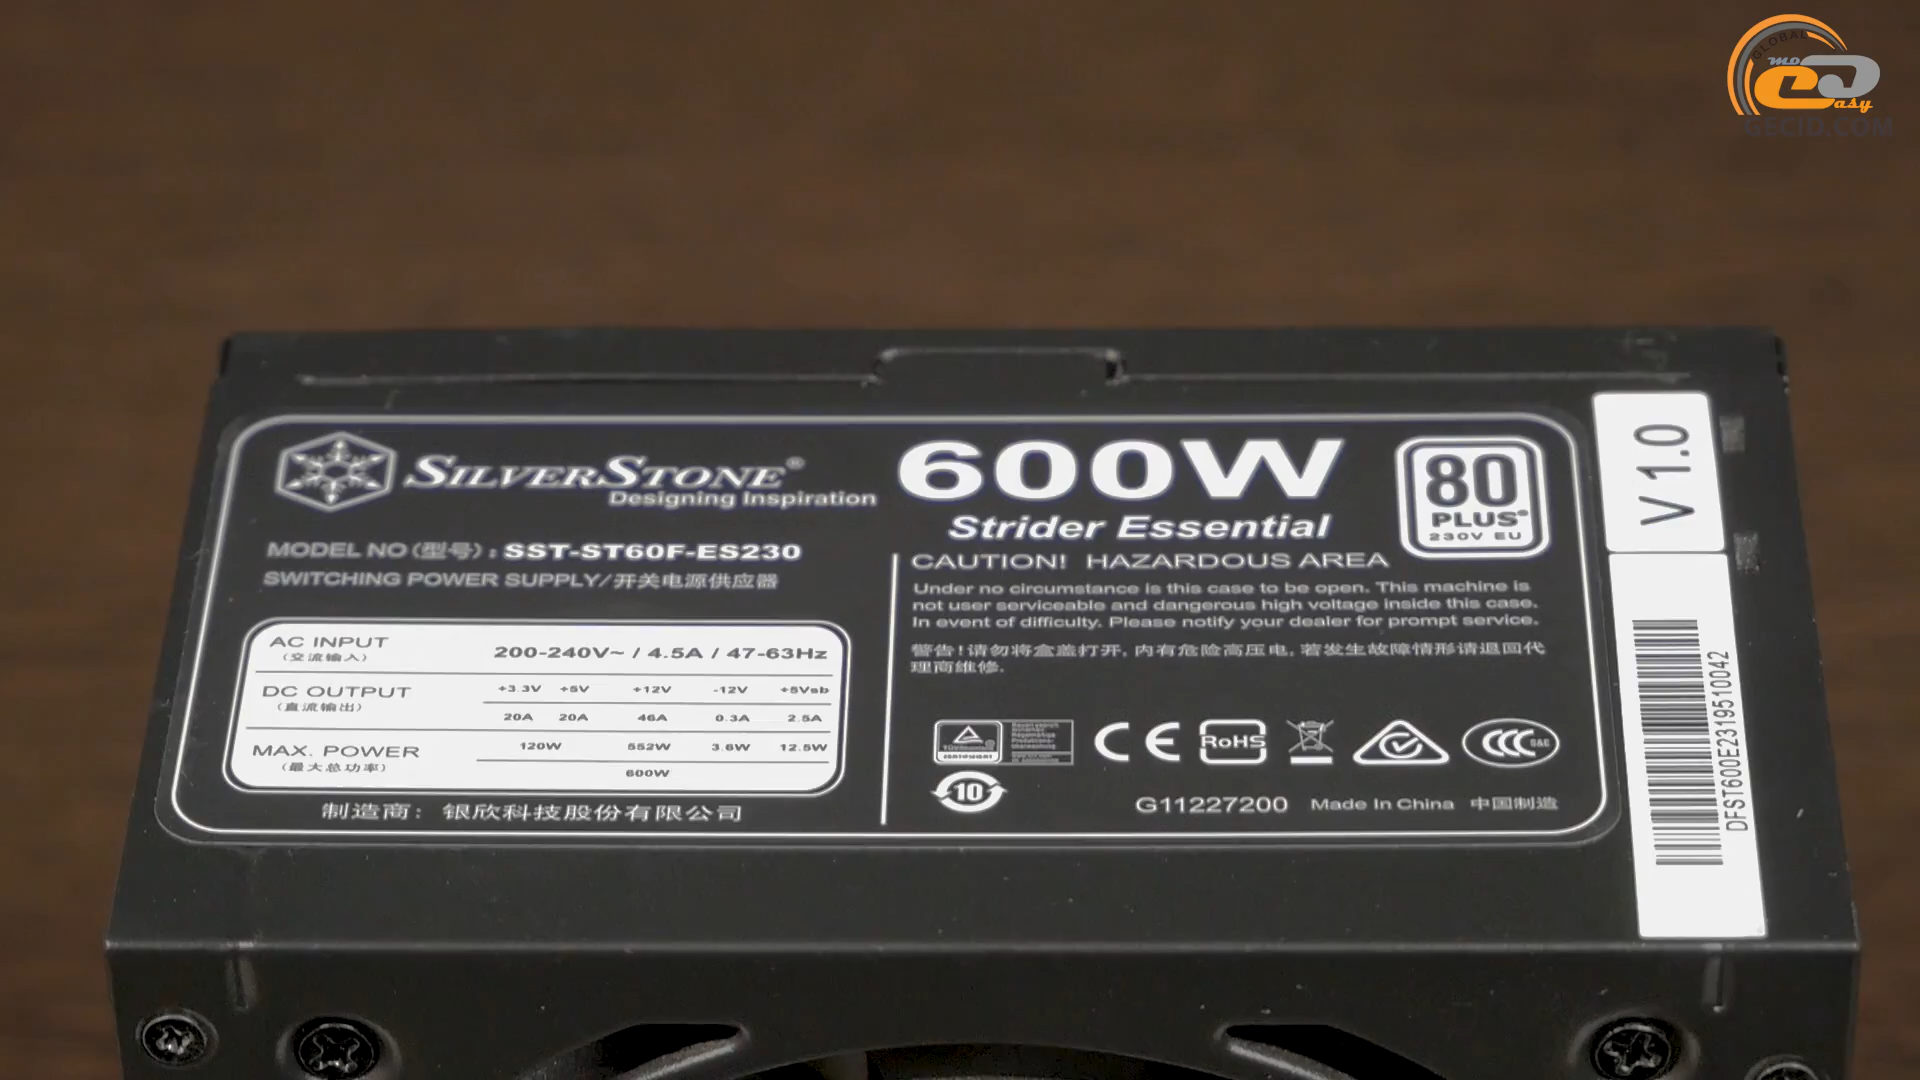 GLOBAL
mo
easy
GECID.COM
SILVERSTONE®
Designing Inspiration
600W
Strider Essential
80
PLUS®
230V EU
V 1.0
MODEL NO (型号) : SST-ST60F-ES230
SWITCHING POWER SUPPLY/开关电源供应器
AC INPUT
(交流输入)
200-240V~ / 4.5A / 47-63Hz
DC OUTPUT
(直流输出)
+3.3V +5V +12V -12V +5Vsb
20A 20A 46A 0.3A 2.5A
MAX. POWER
(最大总功率)
120W 552W 3.6W 12.5W
600W
制造商: 银欣科技股份有限公司
CAUTION! HAZARDOUS AREA
Under no circumstance is this case to be open. This machine is
not user serviceable and dangerous high voltage inside this case.
In event of difficulty. Please notify your dealer for prompt service.
警告!请勿将盒盖打开, 内有危险高压电, 若发生故障情形请退回代
理商维修.
CE
RoHS
CCC
S&E
10
G11227200 Made In China 中国制造
DFST600E2319510042